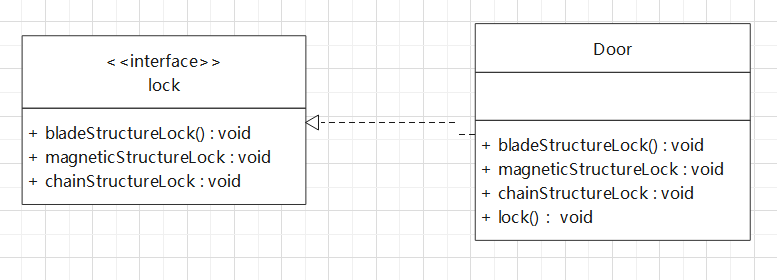 < <interface>>
lock
+ bladeStructureLock() : void
+ magneticStructureLock : void
+ chainStructureLock : void
Door
+ bladeStructureLock() : void
+ magneticStructureLock : void
+ chainStructureLock : void
+ lock() : void